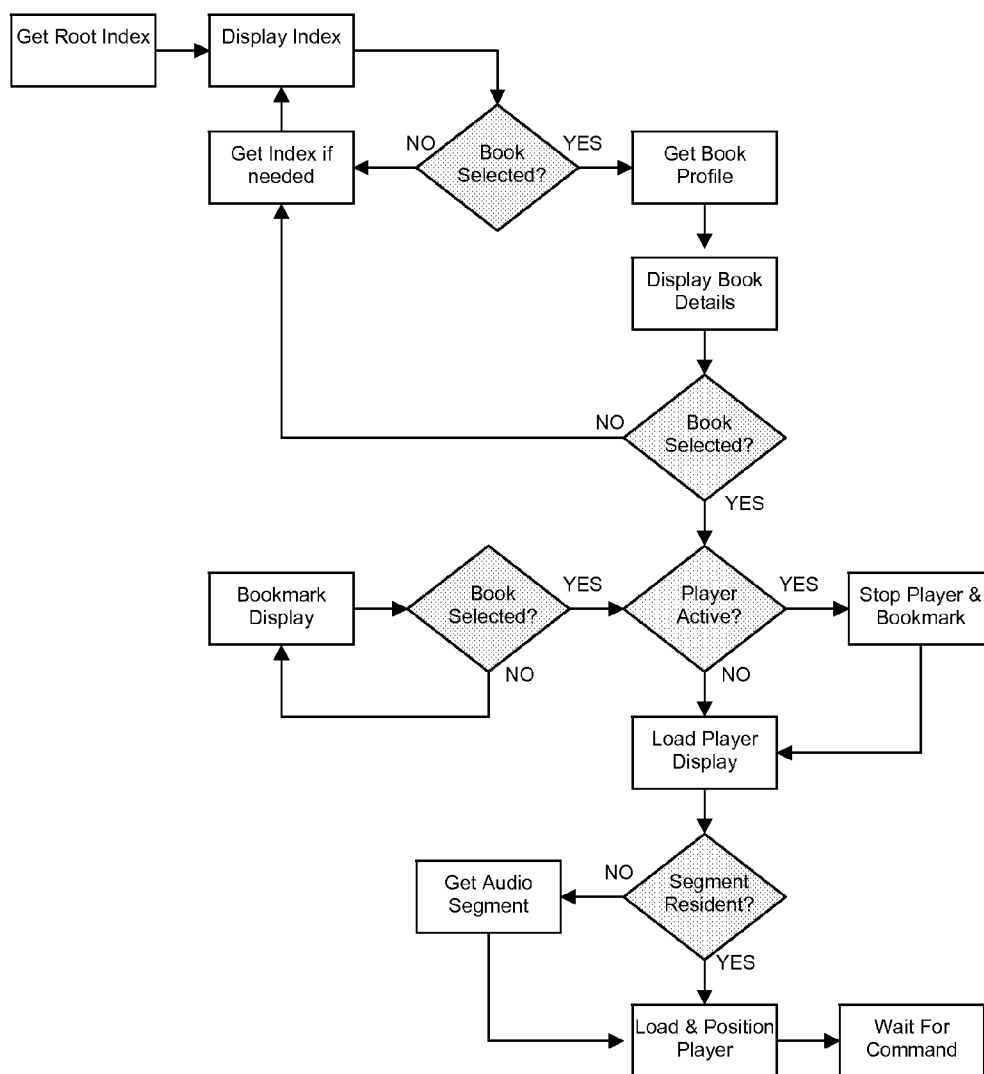 Get Root Index
Display Index
NO
Book
Selected?
YES
Get Index if
needed
Get Book
Profile
Display Book
Details
NO
Book
Selected?
YES
Bookmark
Display
Book
Selected?
YES
NO
Player
Active?
YES
NO
Stop Player &
Bookmark
Load Player
Display
Get Audio
Segment
NO
Segment
Resident?
YES
Load & Position
Player
Wait For
Command